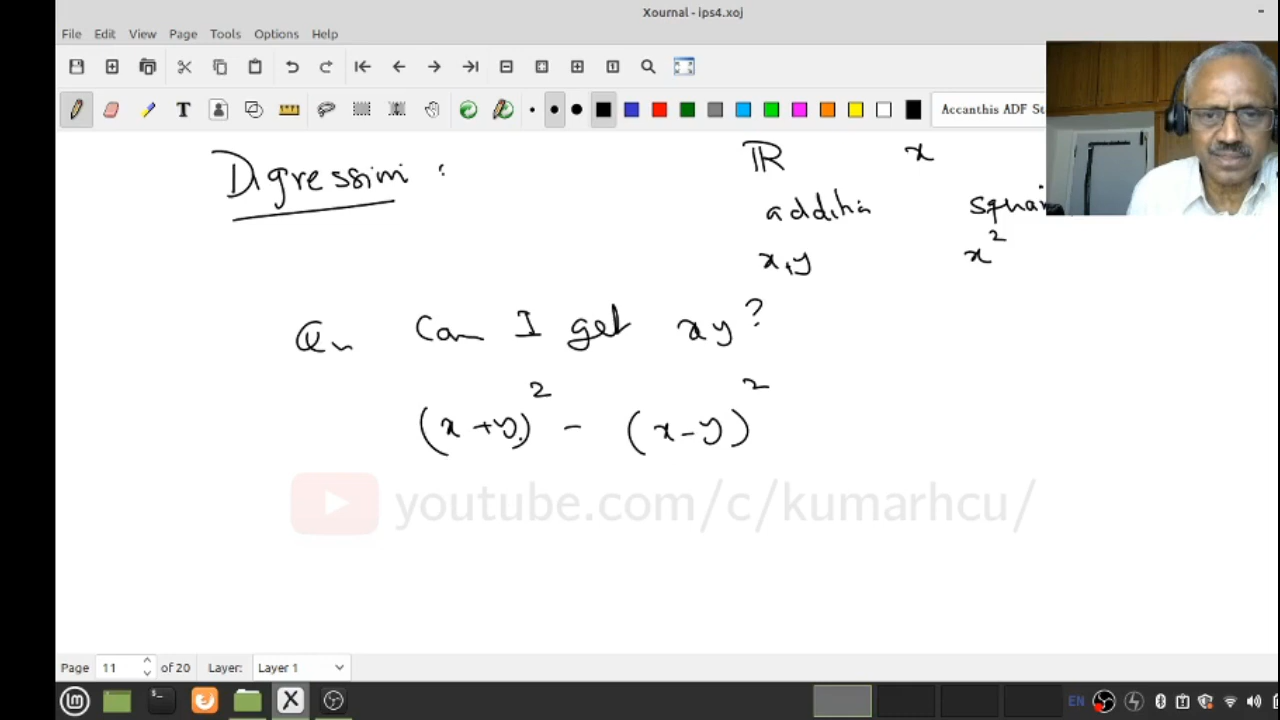 Xournal - ips4.xoj
File Edit View Page Tools Options Help
Accanthis ADF St
Digression :
ℝ x
addition squar
x+y x²
Qn Can I get xy?
(x+y)² - (x-y)²
youtube.com/c/kumarhcu/
Page 11 of 20 Layer: Layer 1
EN